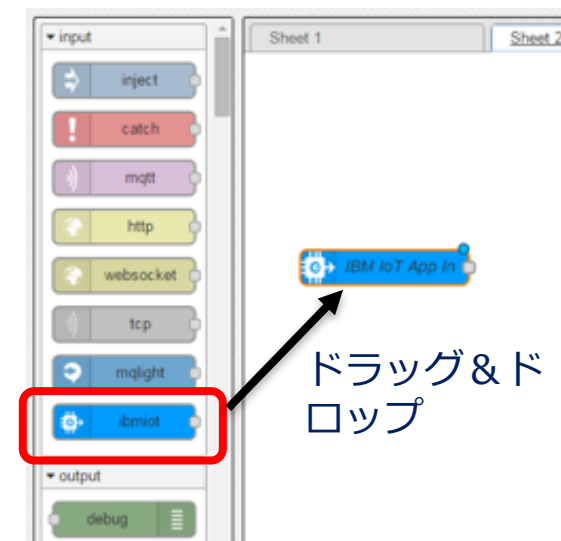 input
Sheet 1
Sheet 2
inject
catch
mqtt
http
websocket
tcp
mqlight
ibmiot
output
debug
IBM IoT App In
ドラッグ＆ド
ロップ